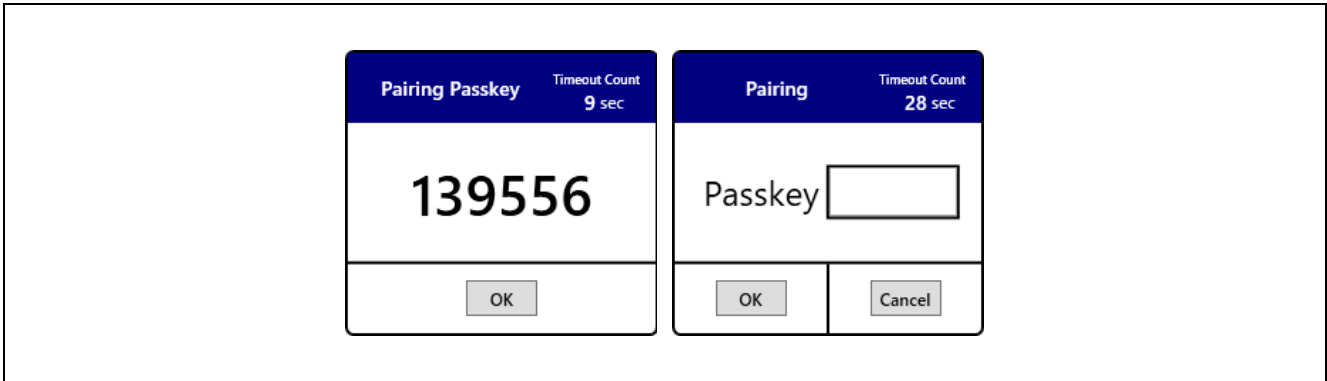 Pairing Passkey
Timeout Count
9 sec
139556
OK
Pairing
Timeout Count
28 sec
Passkey
OK
Cancel